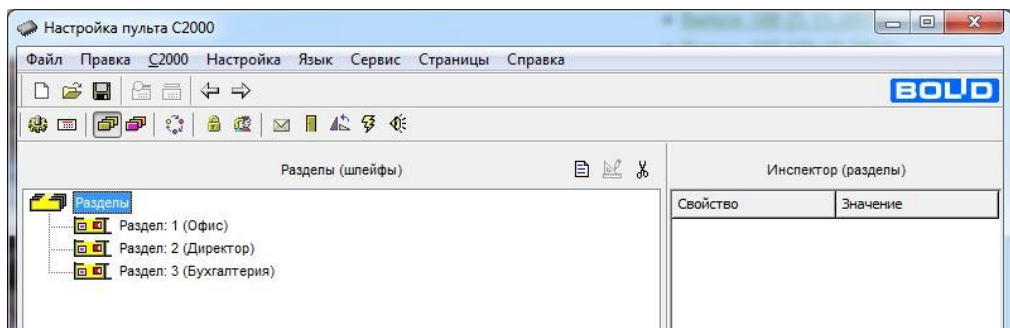 Настройка пульта С2000
Файл Правка С2000 Настройка Язык Сервис Страницы Справка
BOLID
Разделы (шлейфы)
Инспектор (разделы)
Разделы
Свойство Значение
Раздел: 1 (Офис)
Раздел: 2 (Директор)
Раздел: 3 (Бухгалтерия)